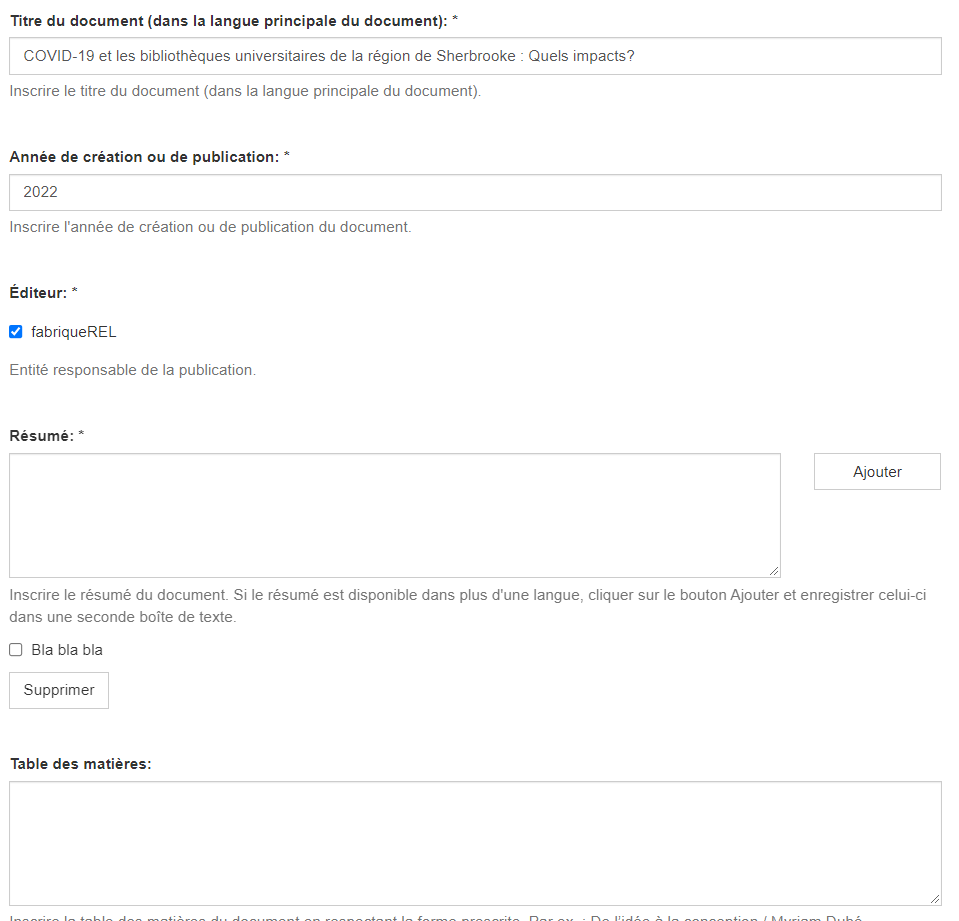 Titre du document (dans la langue principale du document): *
COVID-19 et les bibliothèques universitaires de la région de Sherbrooke : Quels impacts?
Inscrire le titre du document (dans la langue principale du document).
Année de création ou de publication: *
2022
Inscrire l'année de création ou de publication du document.
Éditeur: *
fabriqueREL
Entité responsable de la publication.
Résumé: *
Ajouter
Inscrire le résumé du document. Si le résumé est disponible dans plus d'une langue, cliquer sur le bouton Ajouter et enregistrer celui-ci
dans une seconde boîte de texte.
Bla bla bla
Supprimer
Table des matières:
Inscrire la table des matières du document en respectant la forme prescrite. Par ex. : De l'idée à la conception / Myriam Dubé